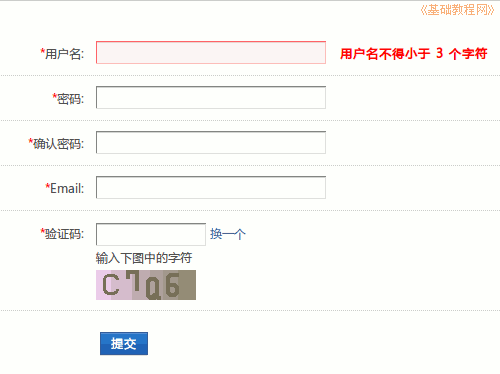 《基础教程网》
*用户名: 用户名不得小于 3 个字符
*密码:
*确认密码:
*Email:
*验证码: 换一个
输入下图中的字符
C7Q6
提交